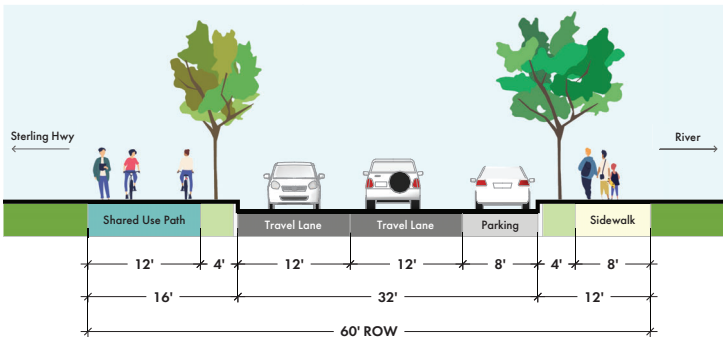 Sterling Hwy
River
Shared Use Path
Travel Lane
Travel Lane
Parking
Sidewalk
12' 4' 12' 12' 8' 4' 8'
16' 32' 12'
60' ROW